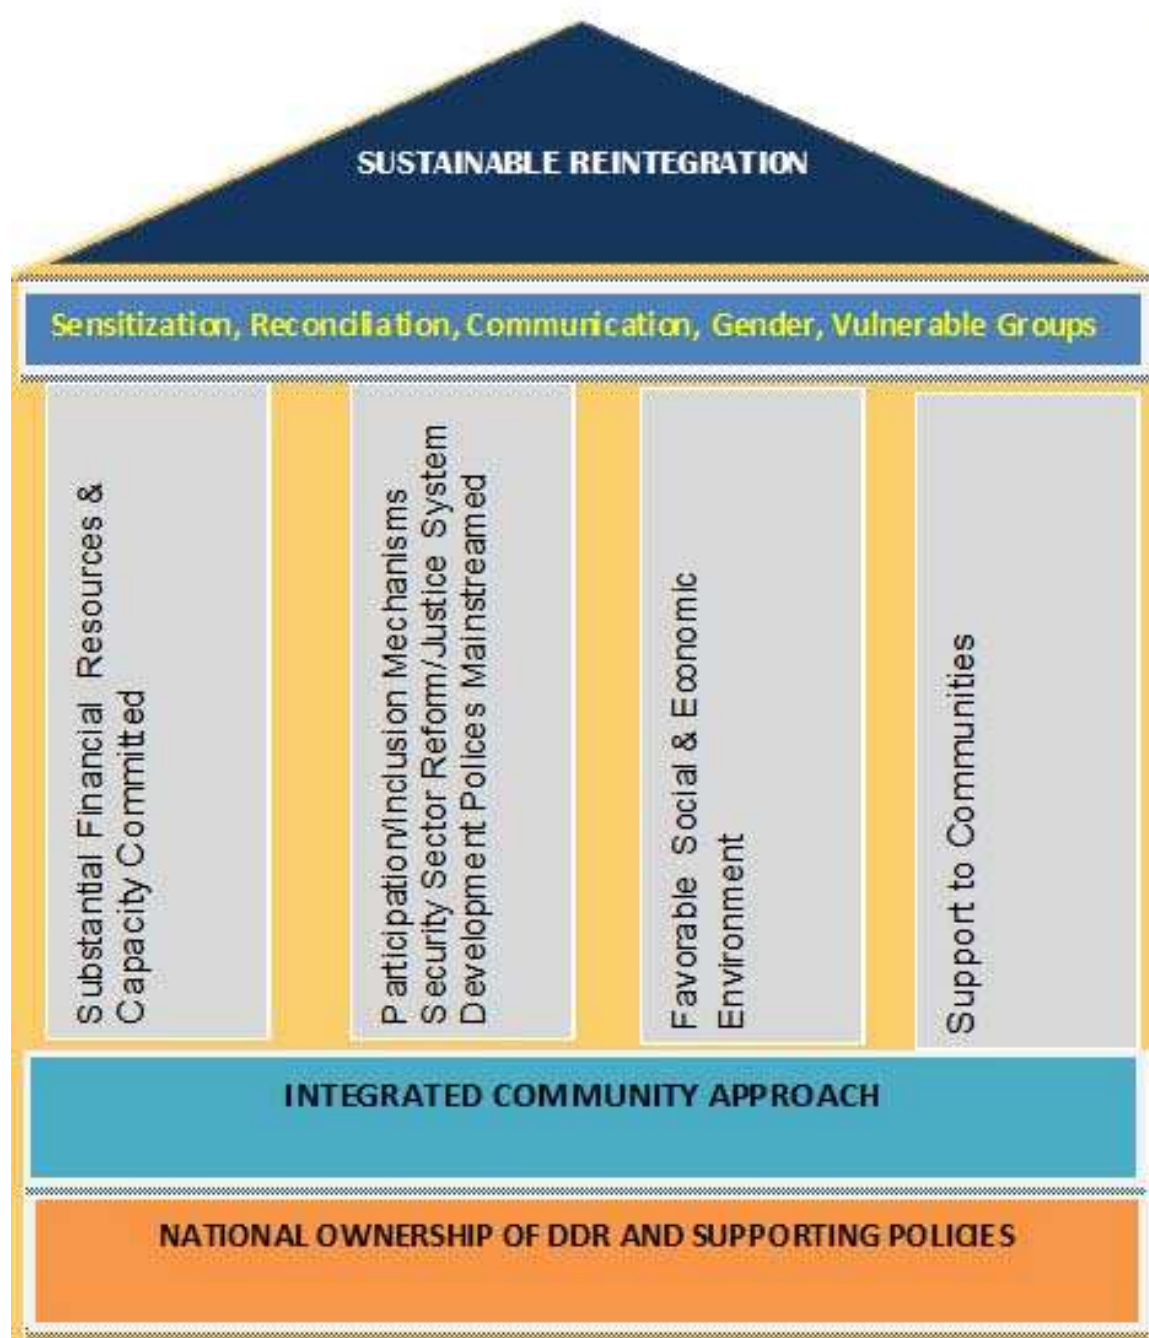 SUSTAINABLE REINTEGRATION
Sensitization, Reconciliation, Communication, Gender, Vulnerable Groups
Substantial Financial Resources &
Capacity Committed
Participation/Inclusion Mechanisms
Security Sector Reform/Justice System
Development Polices Mainstreamed
Favorable Social & Economic
Environment
Support to Communities
INTEGRATED COMMUNITY APPROACH
NATIONAL OWNERSHIP OF DDR AND SUPPORTING POLICIES